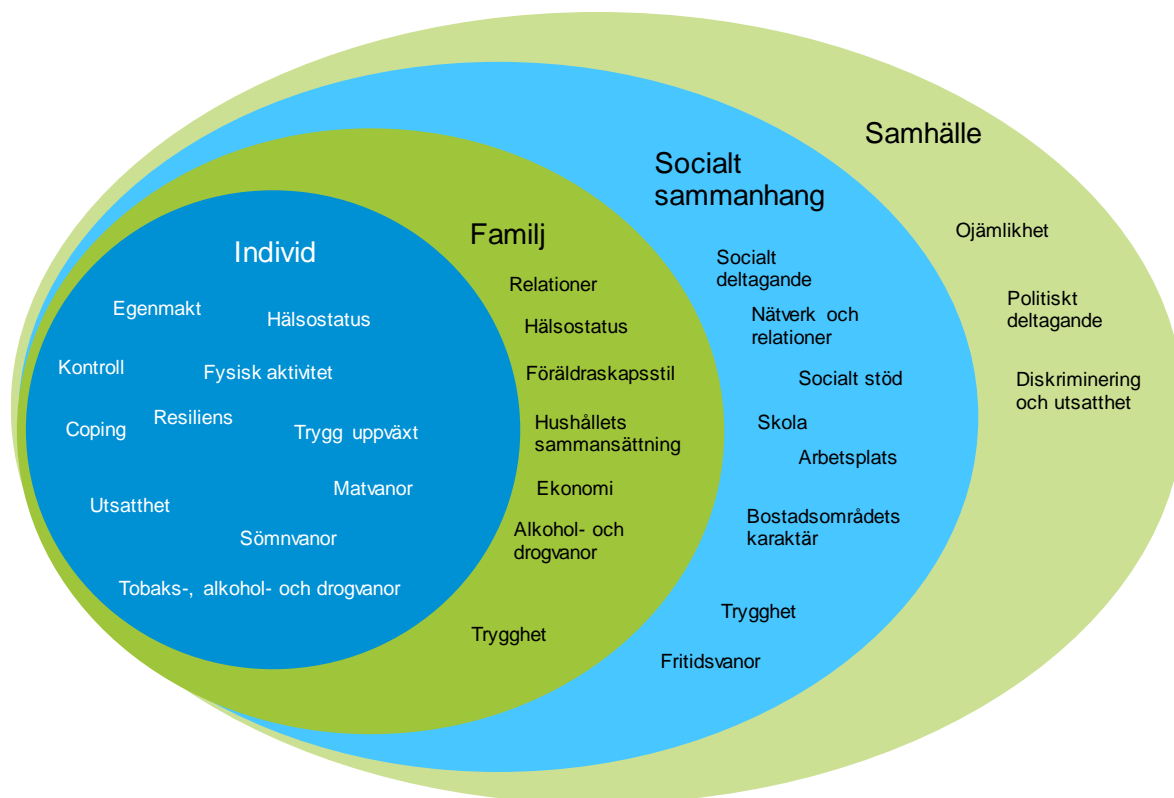 Individ
Egenmakt
Hälsostatus
Kontroll
Fysisk aktivitet
Resiliens
Coping
Trygg uppväxt
Matvanor
Utsatthet
Sömnvanor
Tobaks-, alkohol- och drogvanor
Familj
Relationer
Hälsostatus
Föräldraskapsstil
Hushållets
sammansättning
Ekonomi
Alkohol- och
drogvanor
Trygghet
Socialt
sammanhang
Socialt
deltagande
Nätverk och
relationer
Socialt stöd
Skola
Arbetsplats
Bostadsområdets
karaktär
Trygghet
Fritidsvanor
Samhälle
Ojämlikhet
Politiskt
deltagande
Diskriminering
och utsatthet